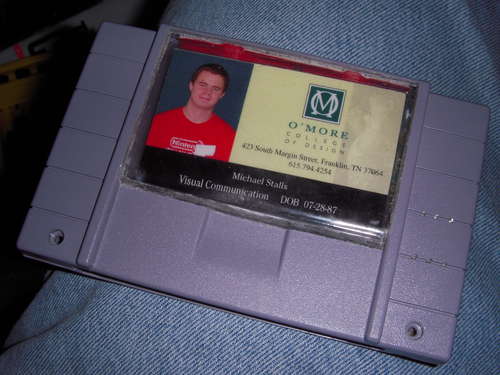 Nintendo
O'MORE
COLLEGE
OF DESIGN
423 South Margin Street, Franklin, TN 37064
615.794.4254
Michael Stalls
Visual Communication DOB 07-28-87